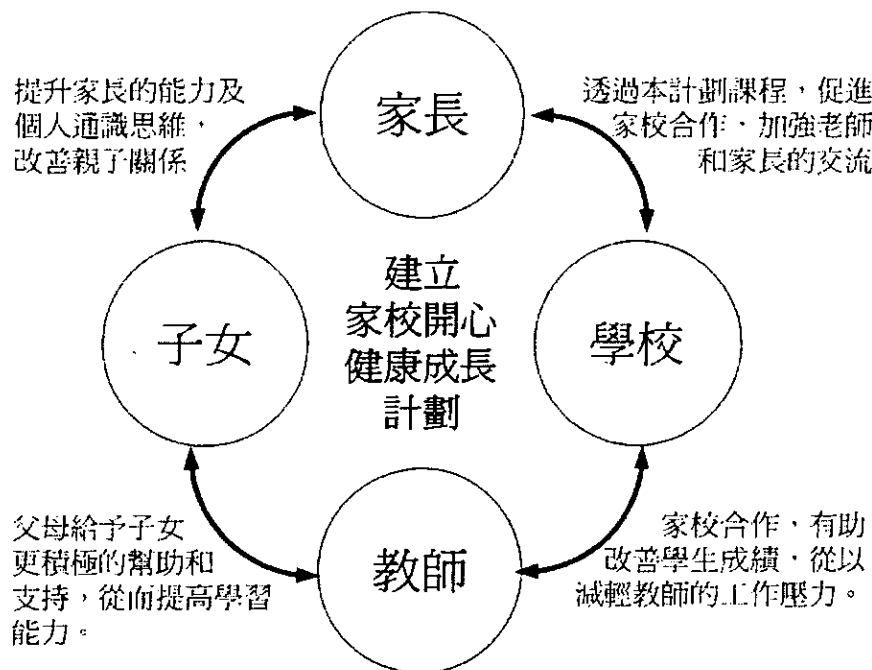 家長
提升家長的能力及
個人通識思維，
改善親子關係
透過本計劃課程，促進
家校合作、加強老師
和家長的交流
子女
建立
家校開心
健康成長
計劃
學校
父母給予子女
更積極的幫助和
支持，從而提高學習
能力。
教師
家校合作，有助
改善學生成績，從以
減輕教師的工作壓力。